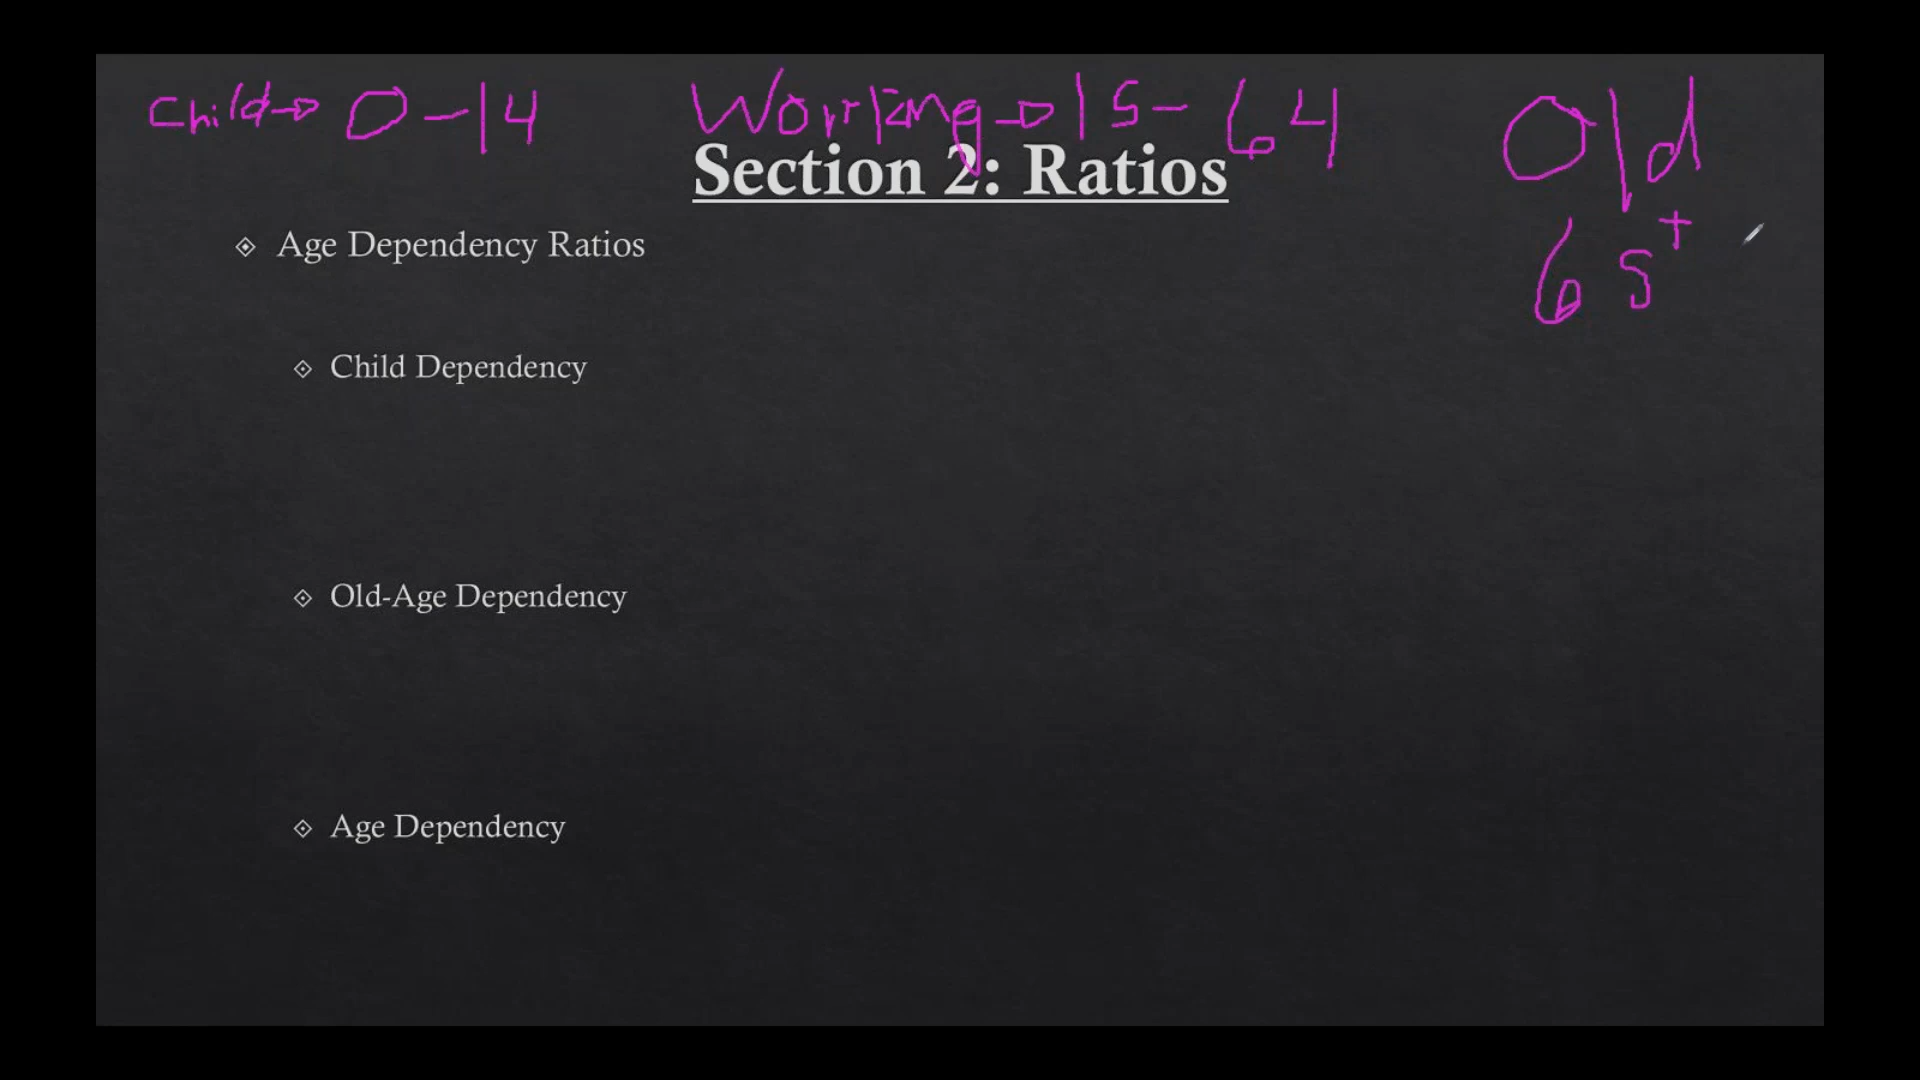 Child → 0-14 Working → 15-64 Old
65+
Section 2: Ratios
Age Dependency Ratios
Child Dependency
Old-Age Dependency
Age Dependency